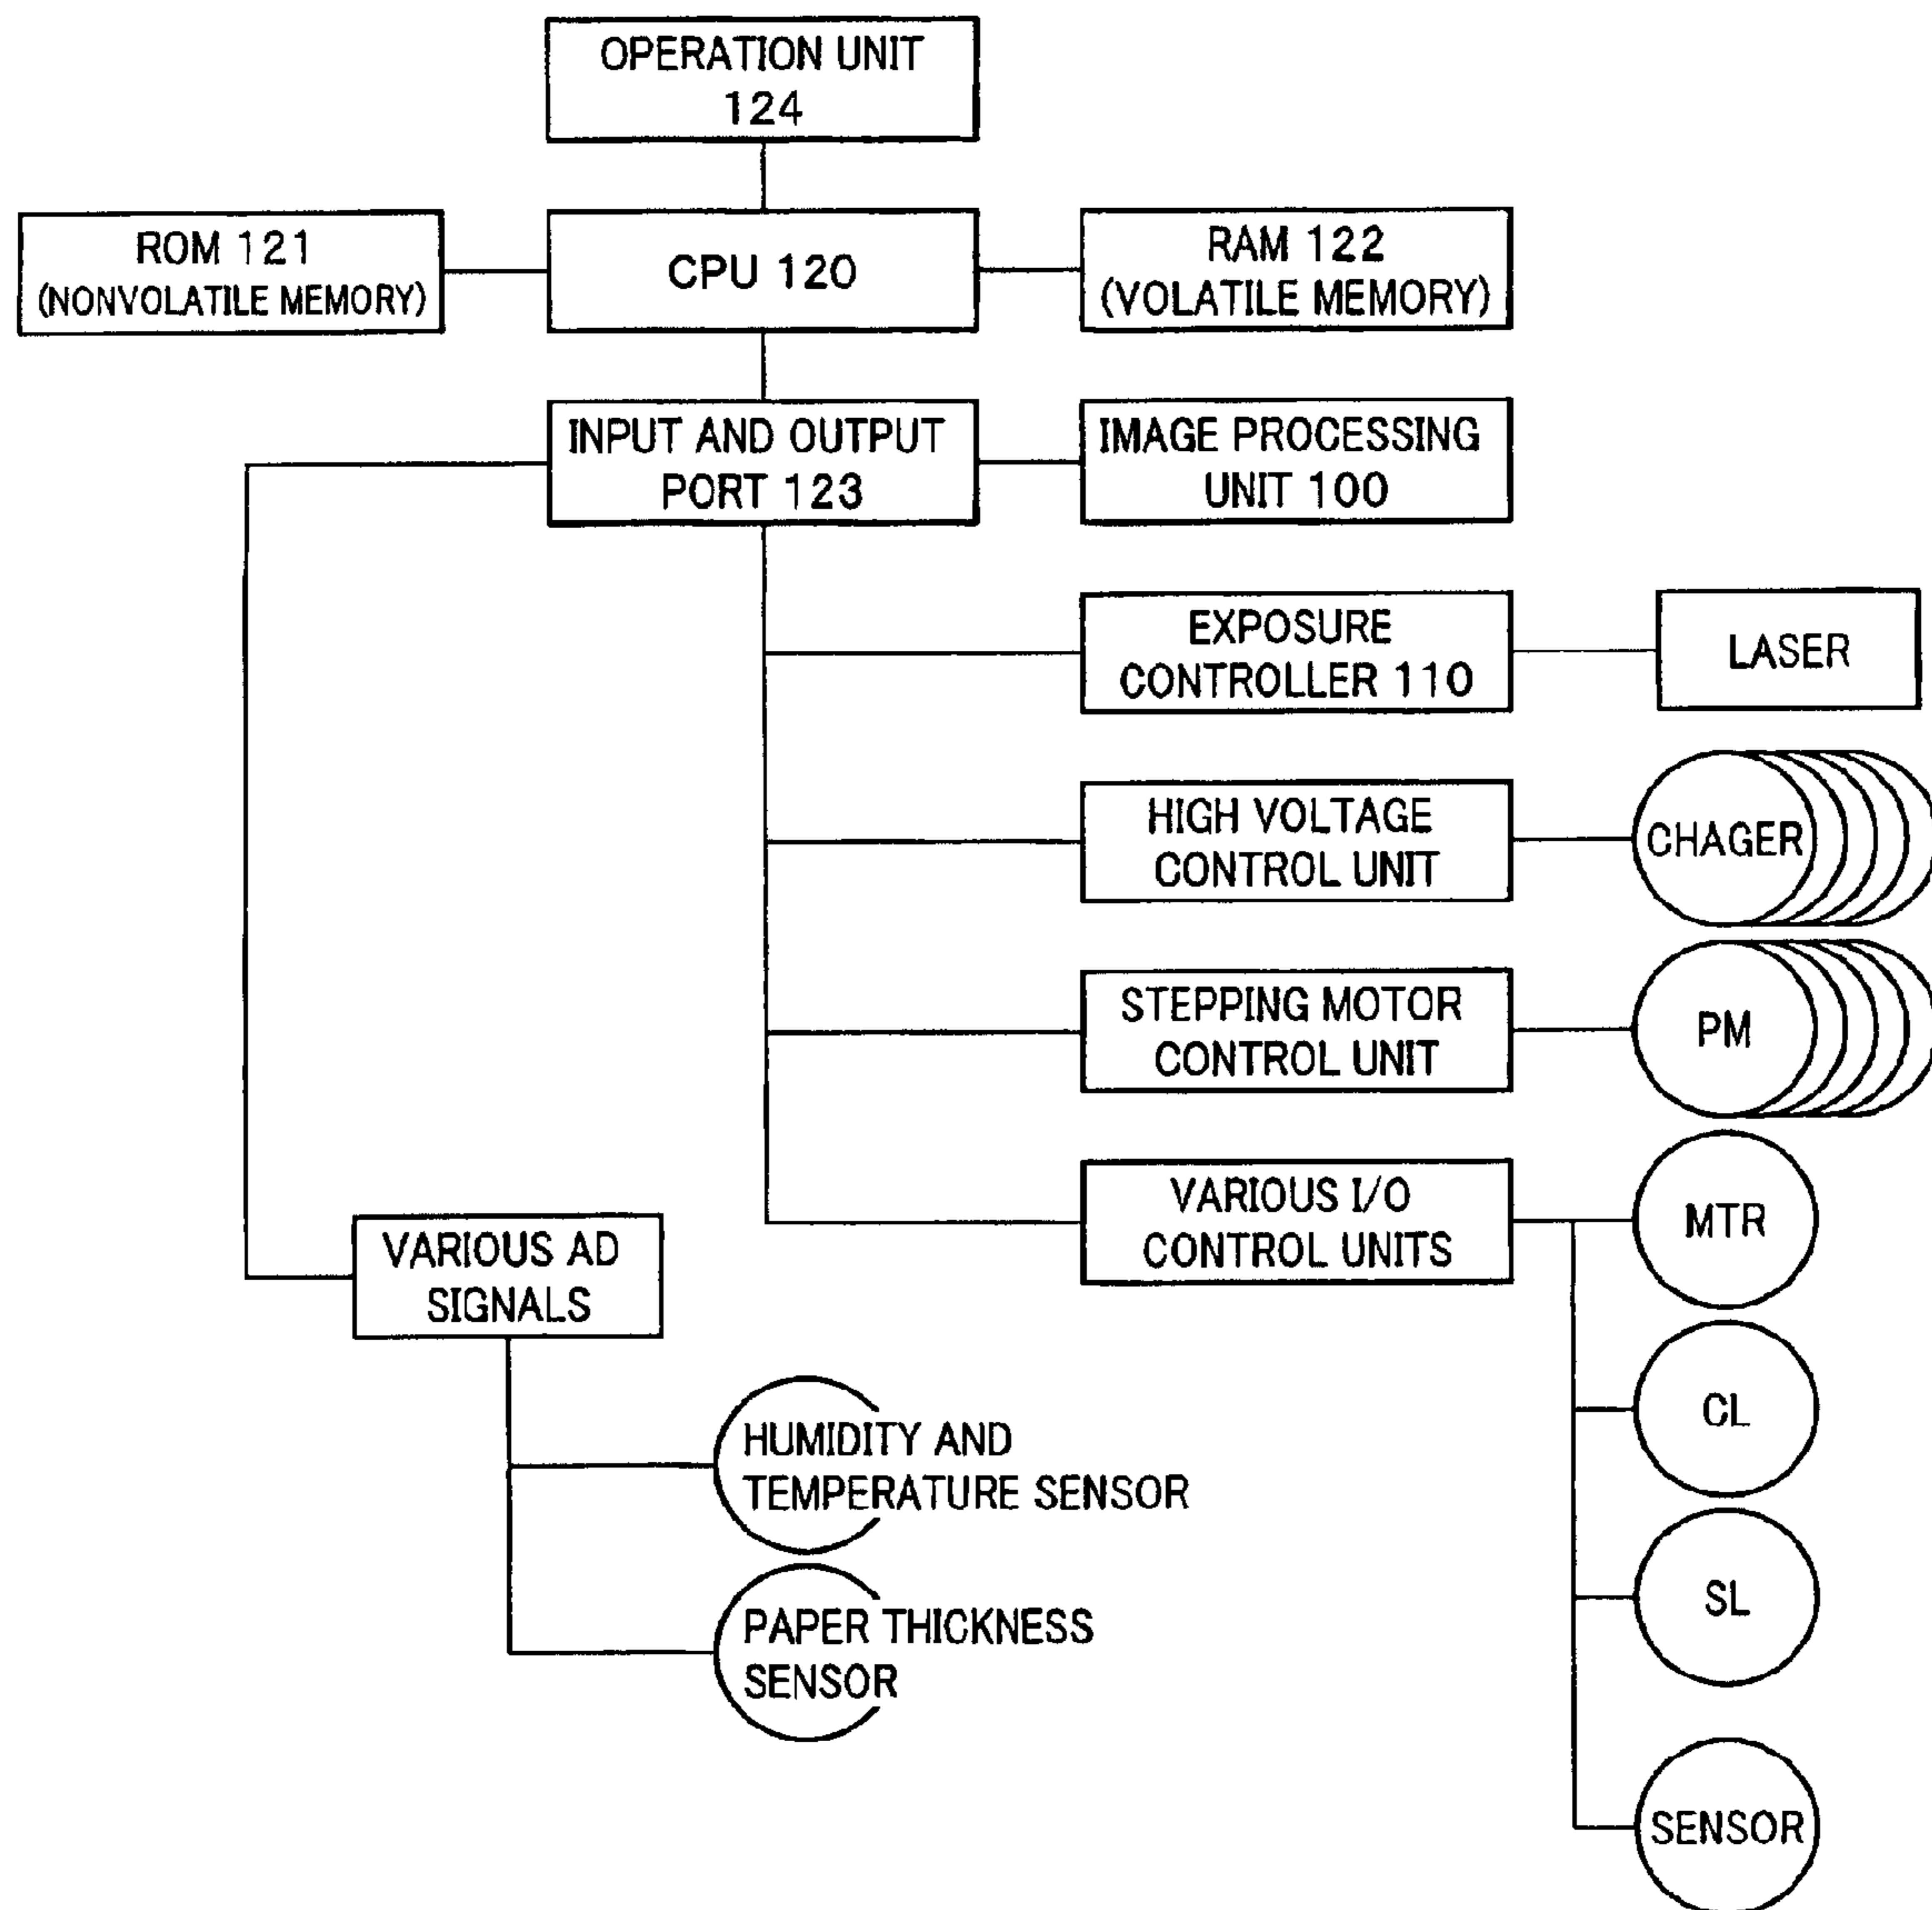 OPERATION UNIT
124
ROM 121
(NONVOLATILE MEMORY)
CPU 120
RAM 122
(VOLATILE MEMORY)
INPUT AND OUTPUT
PORT 123
IMAGE PROCESSING
UNIT 100
EXPOSURE
CONTROLLER 110
LASER
HIGH VOLTAGE
CONTROL UNIT
CHAGER
STEPPING MOTOR
CONTROL UNIT
PM
VARIOUS I/O
CONTROL UNITS
MTR
VARIOUS AD
SIGNALS
CL
HUMIDITY AND
TEMPERATURE SENSOR
SL
PAPER THICKNESS
SENSOR
SENSOR